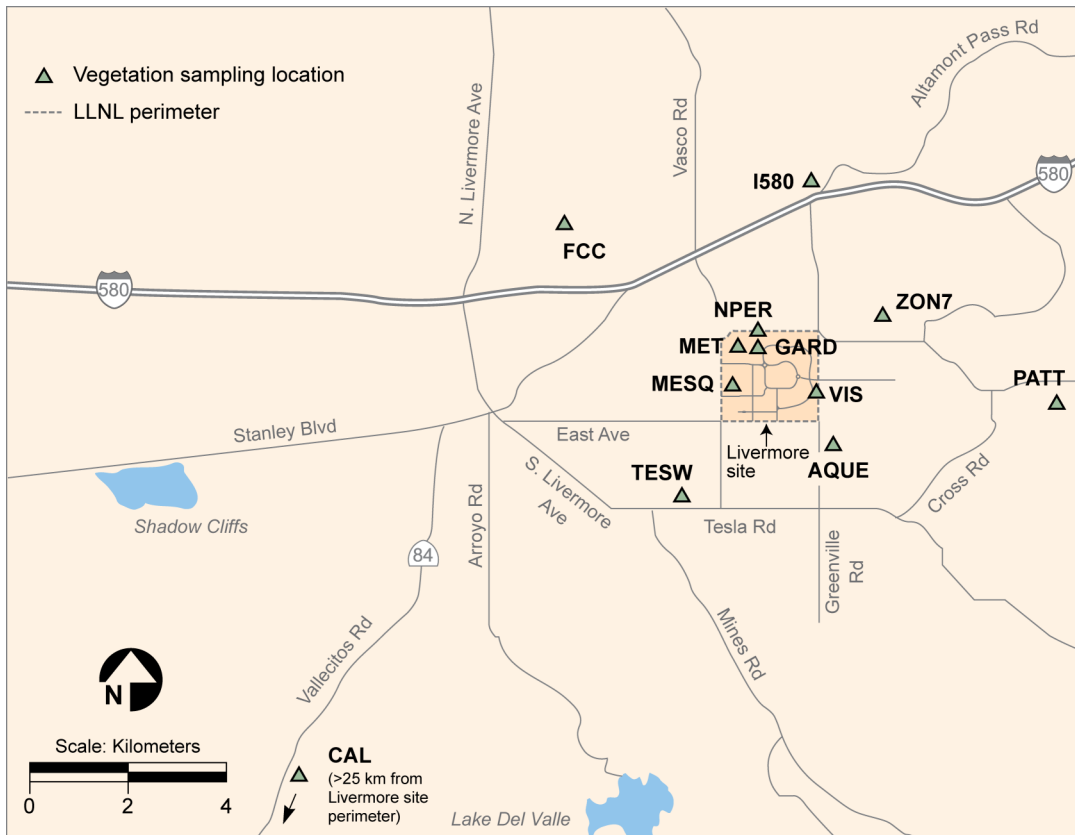 Vegetation sampling location
LLNL perimeter
N. Livermore Ave
Vasco Rd
Altamont Pass Rd
I580
580
FCC
580
NPER
ZON7
MET
GARD
MESQ
VIS
PATT
Stanley Blvd
East Ave
Livermore
site
AQUE
TESW
S. Livermore
Ave
Cross Rd
Shadow Cliffs
Arroyo Rd
Tesla Rd
84
Greenville
Rd
Vallecitos Rd
Mines Rd
N
Scale: Kilometers
0 2 4
CAL
(>25 km from
Livermore site
perimeter)
Lake Del Valle